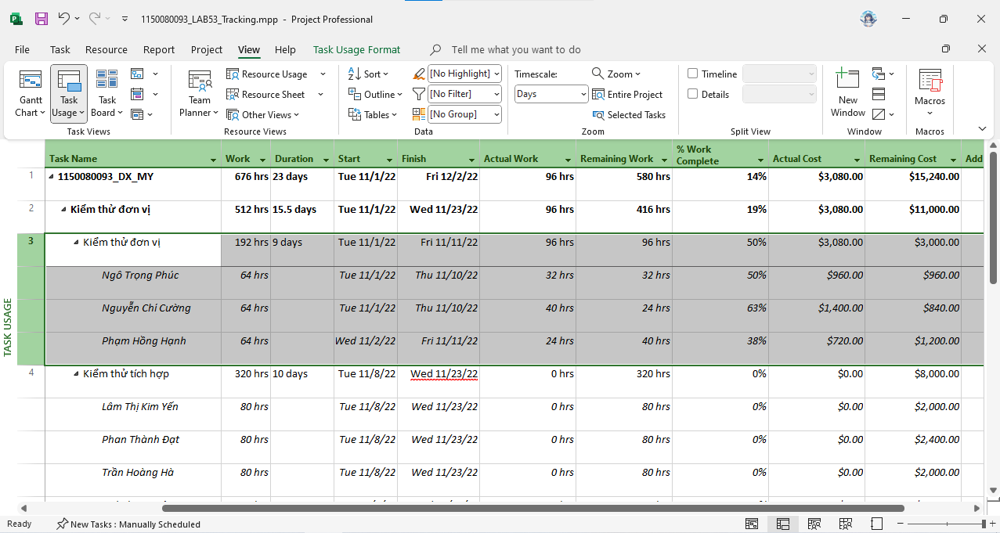 1150080093_LAB53_Tracking.mpp - Project Professional
File Task Resource Report Project View Help Task Usage Format Tell me what you want to do
Gantt Chart
Task Usage
Task Board
Task Views
Team Planner
Resource Usage
Resource Sheet
Other Views
Resource Views
Sort
Outline
Tables
[No Highlight]
[No Filter]
[No Group]
Data
Timescale:
Days
Zoom
Entire Project
Selected Tasks
Zoom
Timeline
Details
Split View
New Window
Window
Macros
Macros
Task Name Work Duration Start Finish Actual Work Remaining Work % Work Complete Actual Cost Remaining Cost Add
1 1150080093_DX_MY 676 hrs 23 days Tue 11/1/22 Fri 12/2/22 96 hrs 580 hrs 14% $3,080.00 $15,240.00
2 Kiểm thử đơn vị 512 hrs 15.5 days Tue 11/1/22 Wed 11/23/22 96 hrs 416 hrs 19% $3,080.00 $11,000.00
3 Kiểm thử đơn vị 192 hrs 9 days Tue 11/1/22 Fri 11/11/22 96 hrs 96 hrs 50% $3,080.00 $3,000.00
Ngô Trọng Phúc 64 hrs Tue 11/1/22 Thu 11/10/22 32 hrs 32 hrs 50% $960.00 $960.00
Nguyễn Chí Cường 64 hrs Tue 11/1/22 Thu 11/10/22 40 hrs 24 hrs 63% $1,400.00 $840.00
Phạm Hồng Hạnh 64 hrs Wed 11/2/22 Fri 11/11/22 24 hrs 40 hrs 38% $720.00 $1,200.00
4 Kiểm thử tích hợp 320 hrs 10 days Tue 11/8/22 Wed 11/23/22 0 hrs 320 hrs 0% $0.00 $8,000.00
Lâm Thị Kim Yến 80 hrs Tue 11/8/22 Wed 11/23/22 0 hrs 80 hrs 0% $0.00 $2,000.00
Phan Thành Đạt 80 hrs Tue 11/8/22 Wed 11/23/22 0 hrs 80 hrs 0% $0.00 $2,400.00
Trần Hoàng Hà 80 hrs Tue 11/8/22 Wed 11/23/22 0 hrs 80 hrs 0% $0.00 $2,000.00
TASK USAGE
Ready New Tasks : Manually Scheduled